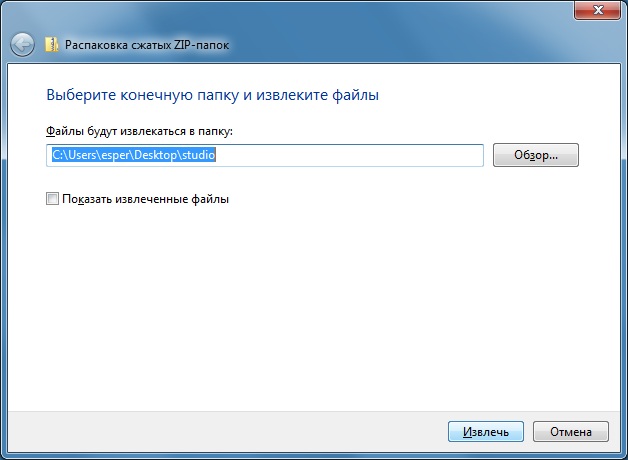 Распаковка сжатых ZIP-папок
Выберите конечную папку и извлеките файлы
Файлы будут извлекаться в папку:
C:\Users\esper\Desktop\studio
Обзор...
Показать извлеченные файлы
Извлечь
Отмена